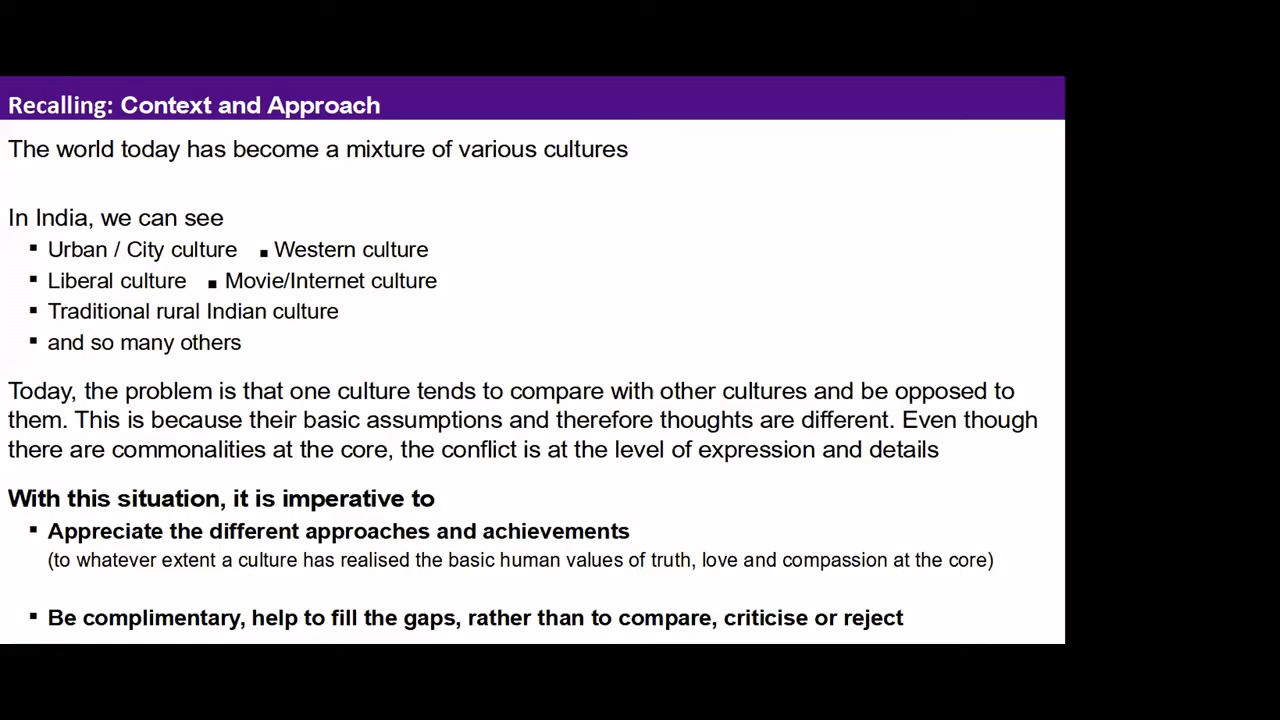 Recalling: Context and Approach
The world today has become a mixture of various cultures
In India, we can see
▪ Urban / City culture ▪ Western culture
▪ Liberal culture ▪ Movie/Internet culture
▪ Traditional rural Indian culture
▪ and so many others
Today, the problem is that one culture tends to compare with other cultures and be opposed to
them. This is because their basic assumptions and therefore thoughts are different. Even though
there are commonalities at the core, the conflict is at the level of expression and details
With this situation, it is imperative to
▪ Appreciate the different approaches and achievements
(to whatever extent a culture has realised the basic human values of truth, love and compassion at the core)
▪ Be complimentary, help to fill the gaps, rather than to compare, criticise or reject